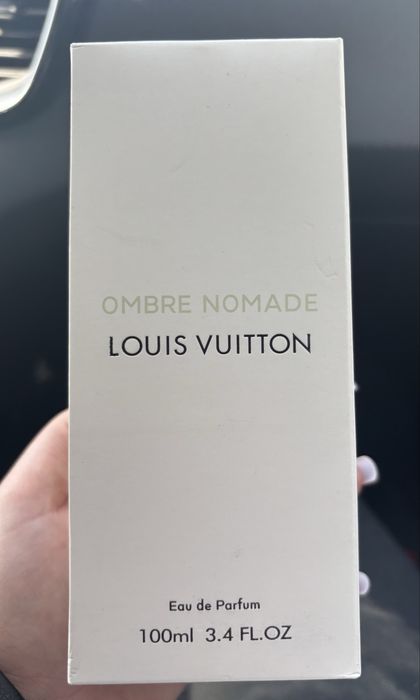 OMBRE NOMADE
LOUIS VUITTON
Eau de Parfum
100ml 3.4 FL.OZ